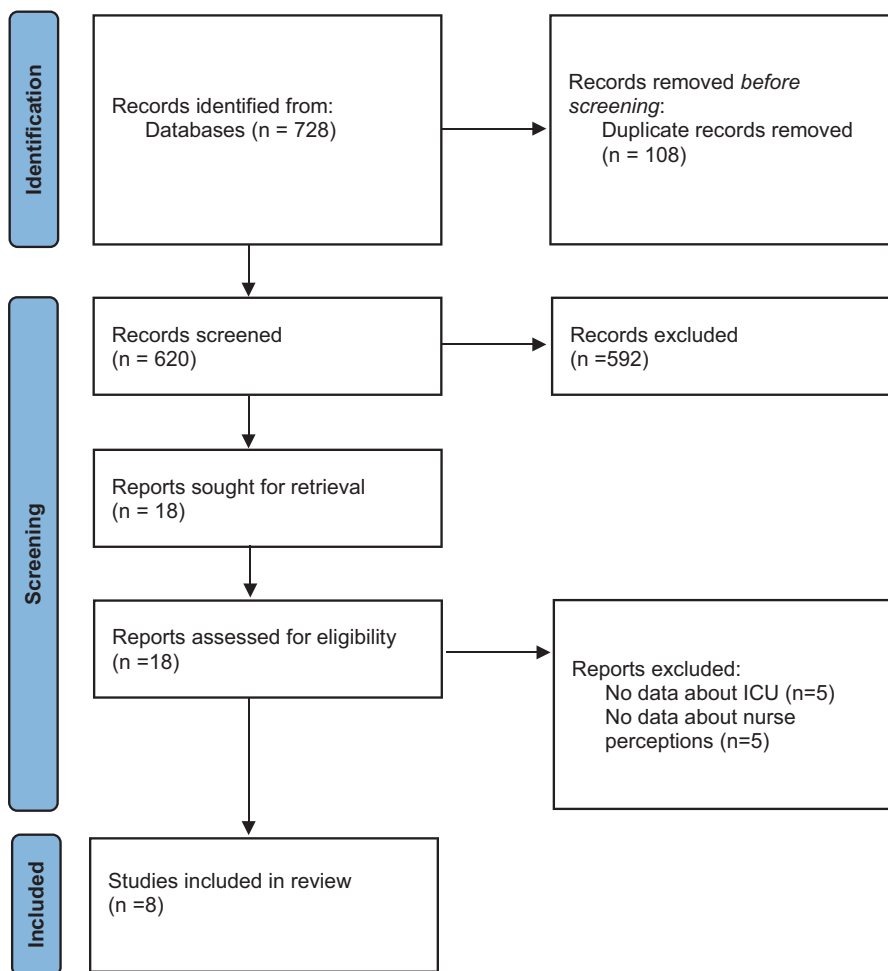 Identification
Records identified from:
Databases (n = 728)
Records removed before
screening:
Duplicate records removed
(n = 108)
Screening
Records screened
(n = 620)
Records excluded
(n =592)
Reports sought for retrieval
(n = 18)
Reports assessed for eligibility
(n =18)
Reports excluded:
No data about ICU (n=5)
No data about nurse
perceptions (n=5)
Included
Studies included in review
(n =8)